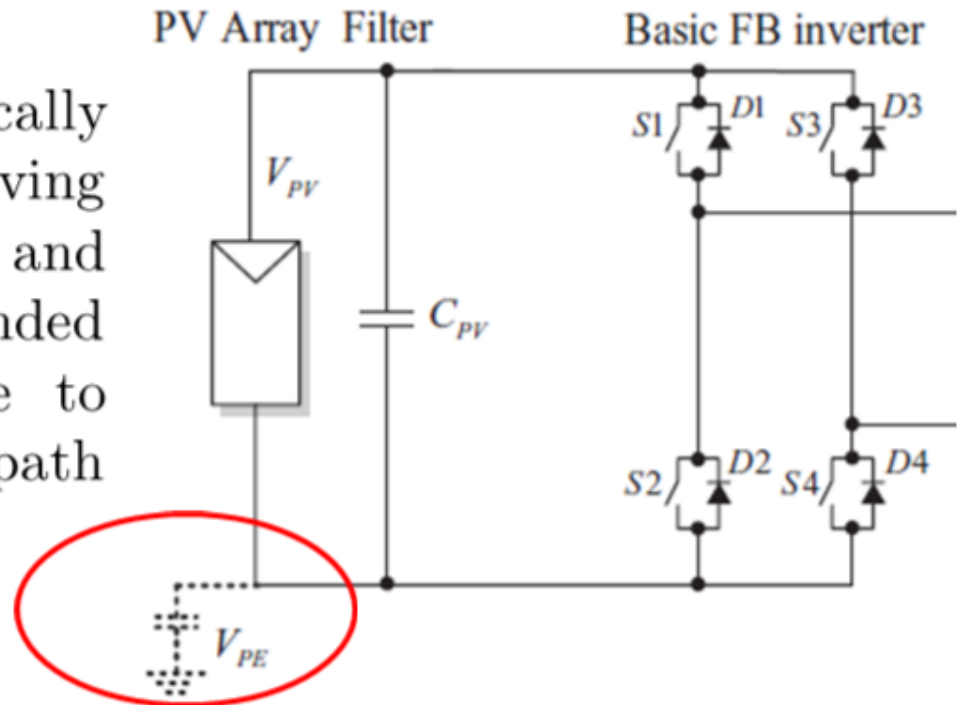 PV Array Filter
Basic FB inverter
cally
ving
and
nded
e to
path
V_PV
C_PV
S1
D1
S3
D3
S2
D2
S4
D4
V_PE